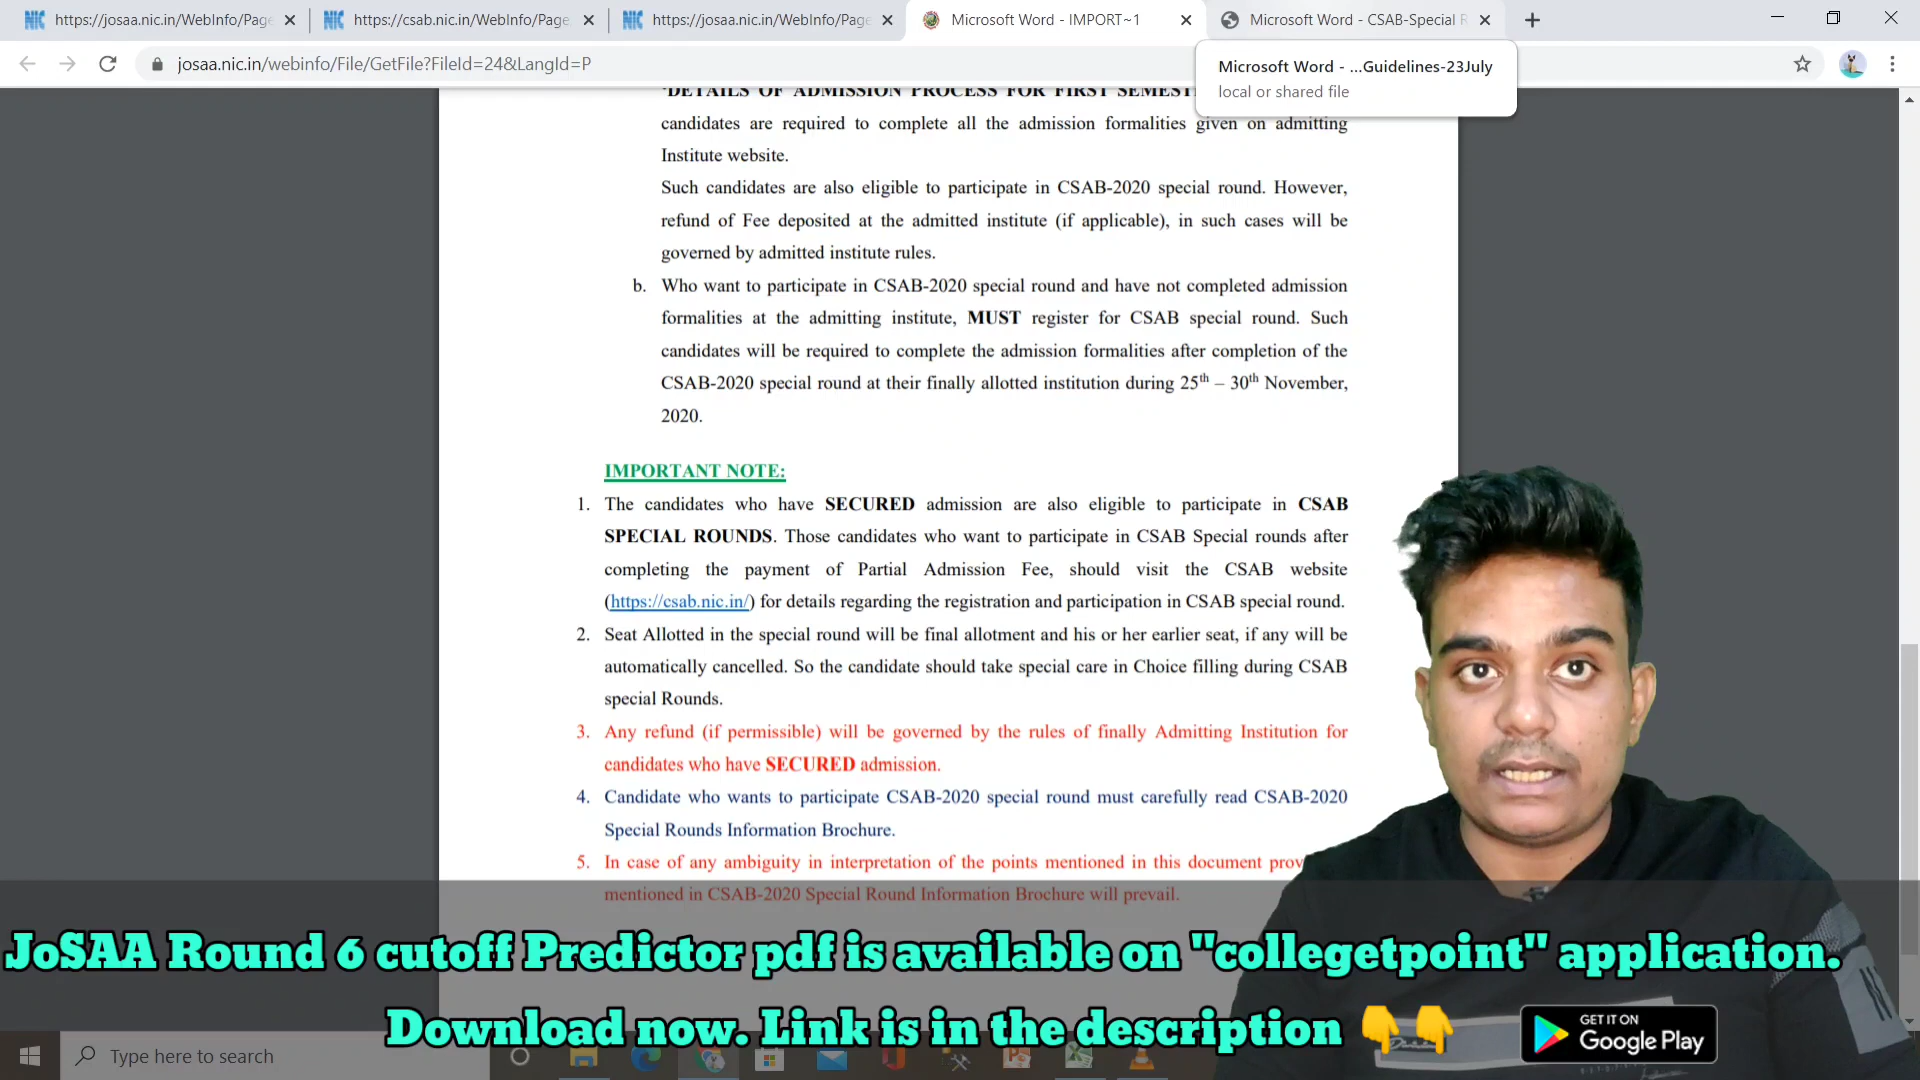 https://josaa.nic.in/WebInfo/Page
https://csab.nic.in/WebInfo/Page
https://josaa.nic.in/WebInfo/Page
Microsoft Word - IMPORT~1
Microsoft Word - CSAB-Special R
josaa.nic.in/webinfo/File/GetFile?FileId=24&LangId=P
Microsoft Word - ...Guidelines-23July
local or shared file
"DETAILS OF ADMISSION PROCESS FOR FIRST SEMEST
candidates are required to complete all the admission formalities given on admitting
Institute website.
Such candidates are also eligible to participate in CSAB-2020 special round. However,
refund of Fee deposited at the admitted institute (if applicable), in such cases will be
governed by admitted institute rules.
b. Who want to participate in CSAB-2020 special round and have not completed admission
formalities at the admitting institute, MUST register for CSAB special round. Such
candidates will be required to complete the admission formalities after completion of the
CSAB-2020 special round at their finally allotted institution during 25th – 30th November,
2020.
IMPORTANT NOTE:
1. The candidates who have SECURED admission are also eligible to participate in CSAB
SPECIAL ROUNDS. Those candidates who want to participate in CSAB Special rounds after
completing the payment of Partial Admission Fee, should visit the CSAB website
(https://csab.nic.in/) for details regarding the registration and participation in CSAB special round.
2. Seat Allotted in the special round will be final allotment and his or her earlier seat, if any will be
automatically cancelled. So the candidate should take special care in Choice filling during CSAB
special Rounds.
3. Any refund (if permissible) will be governed by the rules of finally Admitting Institution for
candidates who have SECURED admission.
4. Candidate who wants to participate CSAB-2020 special round must carefully read CSAB-2020
Special Rounds Information Brochure.
5. In case of any ambiguity in interpretation of the points mentioned in this document prov
mentioned in CSAB-2020 Special Round Information Brochure will prevail.
JoSAA Round 6 cutoff Predictor pdf is available on "collegetpoint" application.
Download now. Link is in the description
GET IT ON
Google Play
Type here to search